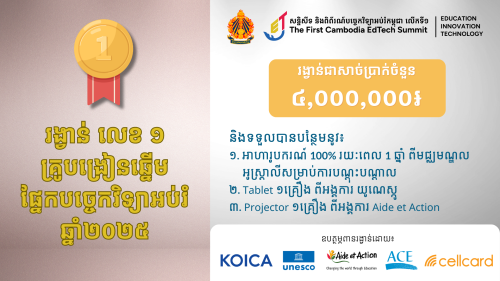 សន្និសីទ និងពិព័រណ៍បច្ចេកវិទ្យាអប់រំកម្ពុជា លើកទី១
The First Cambodia EdTech Summit
EDUCATION
INNOVATION
TECHNOLOGY
1
រង្វាន់ លេខ ១
គ្រូបង្រៀនឆ្នើម
ផ្នែកបច្ចេកវិទ្យាអប់រំ
ឆ្នាំ២០២៥
រង្វាន់ជាសាច់ប្រាក់ចំនួន
៤,០០០,០០០៛
និងទទួលបានបន្ថែមនូវ៖
១. អាហារូបករណ៍ 100% រយៈពេល 1 ឆ្នាំ ពីមជ្ឈមណ្ឌល
អូស្ត្រាលីសម្រាប់ការបណ្តុះបណ្តាល
២. Tablet ១គ្រឿង ពីអង្គការ យូណេស្កូ
៣. Projector ១គ្រឿង ពីអង្គការ Aide et Action
ឧបត្ថម្ភពានរង្វាន់ដោយ៖
KOICA
unesco
Aide et Action
Changing the world through education
ACE
cellcard